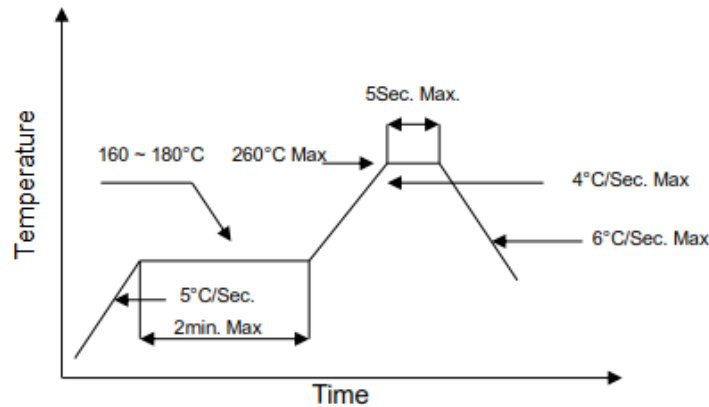 5Sec. Max.
160 ~ 180°C
260°C Max
4°C/Sec. Max
6°C/Sec. Max
5°C/Sec.
2min. Max
Temperature
Time